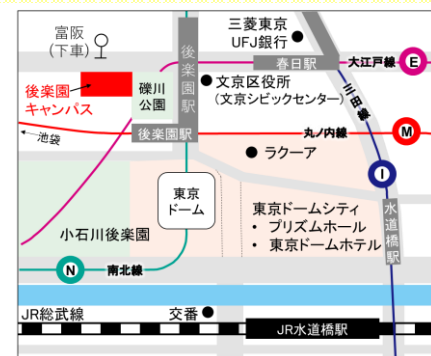 富阪
(下車)
三菱東京
UFJ銀行
後楽園駅
春日駅
大江戸線
E
後楽園
キャンパス
礫川
公園
文京区役所
(文京シビックセンター)
三田線
池袋
後楽園駅
丸ノ内線
M
ラクーア
I
東京
ドーム
東京ドームシティ
・ プリズムホール
・ 東京ドームホテル
水道橋駅
小石川後楽園
N
南北線
JR総武線
交番
JR水道橋駅